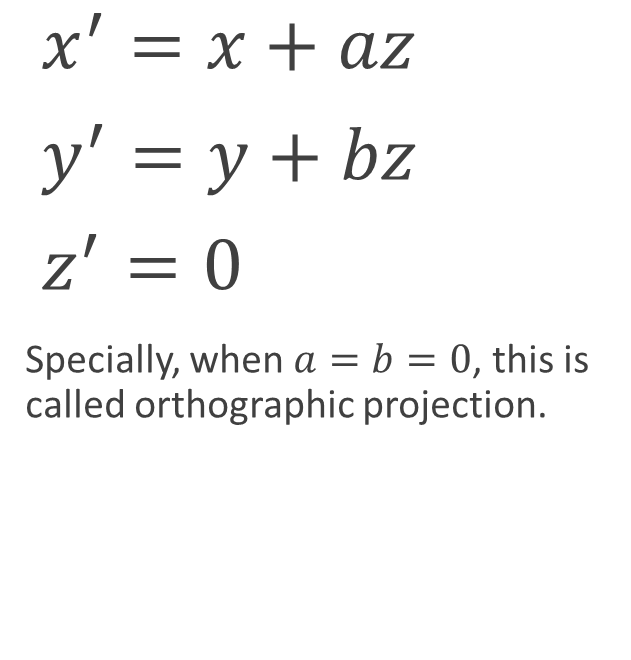 x′ = x + az
y′ = y + bz
z′ = 0
Specially, when a = b = 0, this is
called orthographic projection.